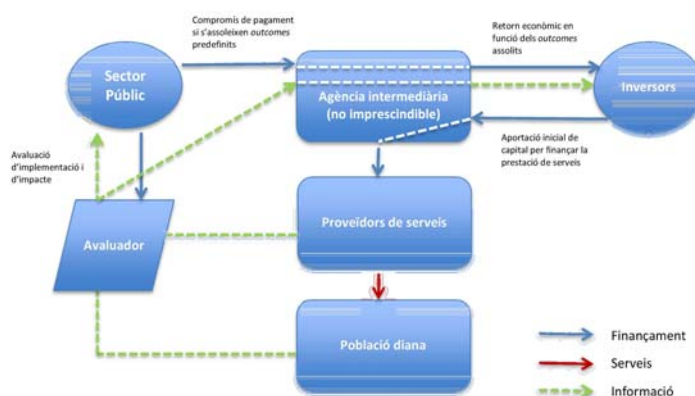 Compromís de pagament
si s'assoleixen outcomes
predefinits
Retorn econòmic en
funció dels outcomes
assolits
Sector
Públic
Agència intermediària
(no imprescindible)
Inversors
Aportació inicial de
capital per finançar la
prestació de serveis
Avaluació
d'implementació i
d'impacte
Avaluador
Proveïdors de serveis
Població diana
Finançament
Serveis
Informació